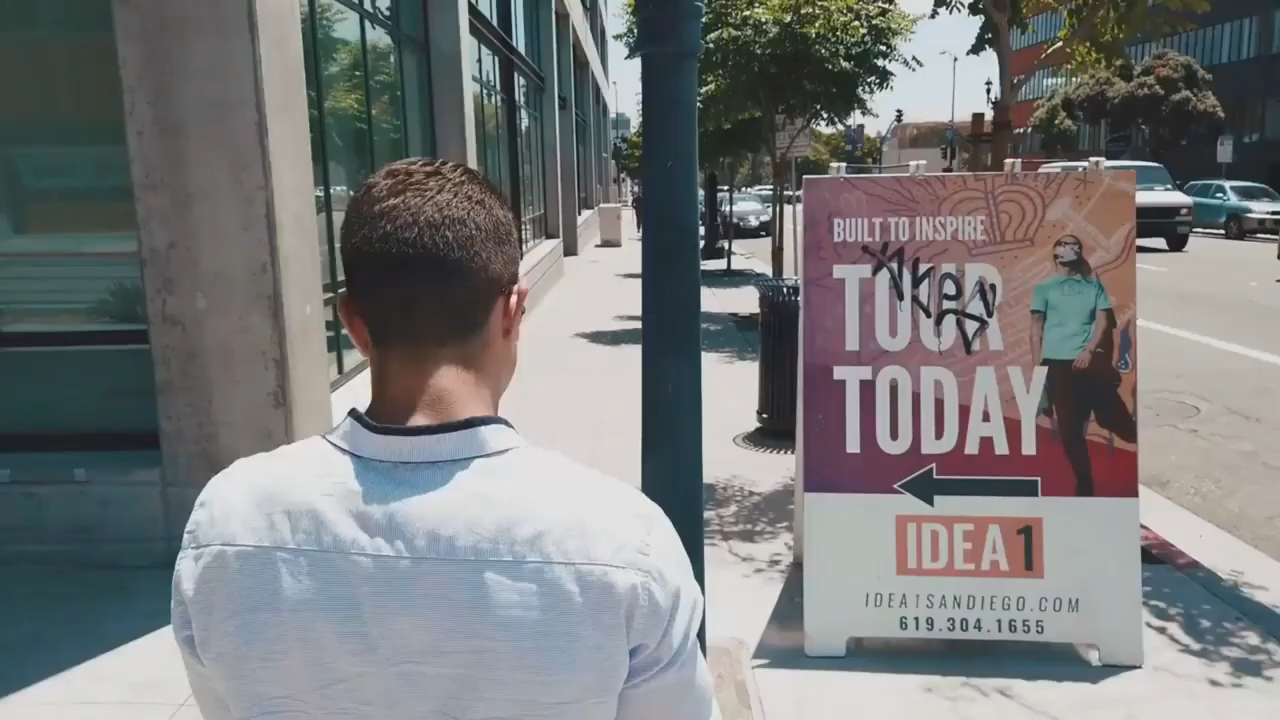 BUILT TO INSPIRE
TOUR
TODAY
IDEA1
IDEA1SANDIEGO.COM
619.304.1655